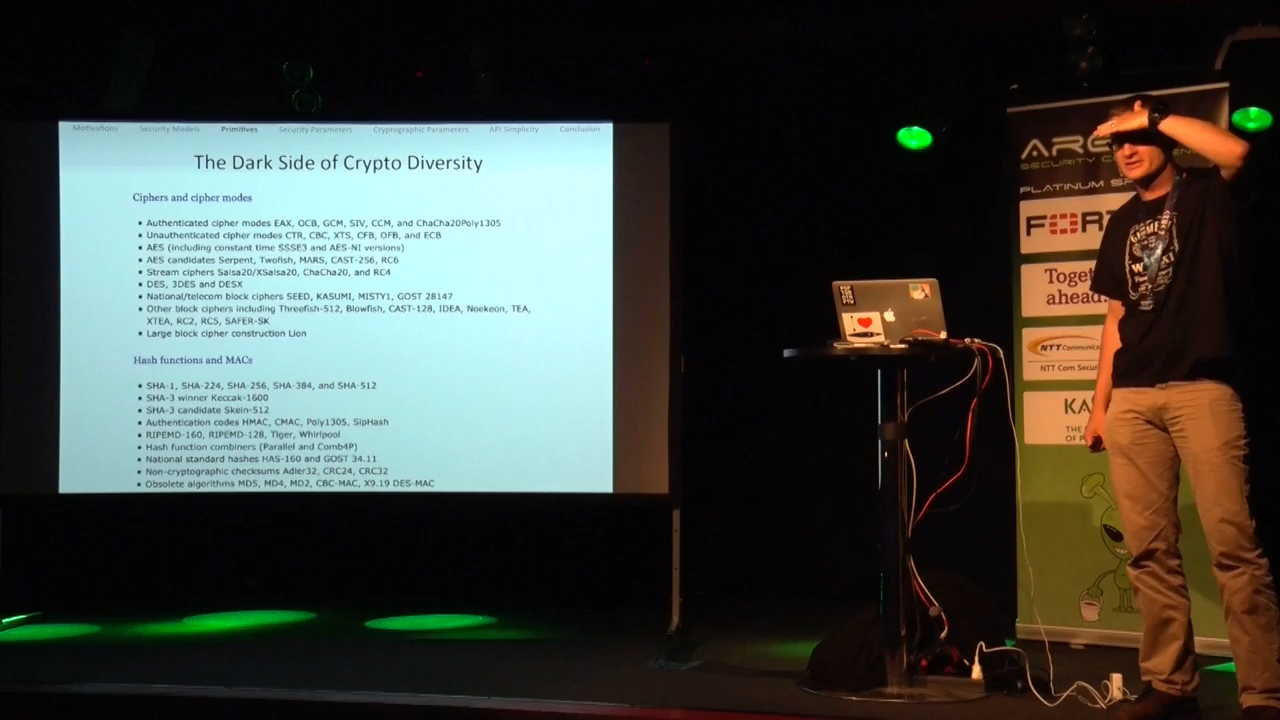 Motivations Security Models Primitives Security Parameters Cryptographic Parameters API Simplicity Conclusion
The Dark Side of Crypto Diversity
Ciphers and cipher modes
• Authenticated cipher modes EAX, OCB, GCM, SIV, CCM, and ChaCha20Poly1305
• Unauthenticated cipher modes CTR, CBC, XTS, CFB, OFB, and ECB
• AES (including constant time SSSE3 and AES-NI versions)
• AES candidates Serpent, Twofish, MARS, CAST-256, RC6
• Stream ciphers Salsa20/XSalsa20, ChaCha20, and RC4
• DES, 3DES and DESX
• National/telecom block ciphers SEED, KASUMI, MISTY1, GOST 28147
• Other block ciphers including Threefish-512, Blowfish, CAST-128, IDEA, Noekeon, TEA,
XTEA, RC2, RC5, SAFER-SK
• Large block cipher construction Lion
Hash functions and MACs
• SHA-1, SHA-224, SHA-256, SHA-384, and SHA-512
• SHA-3 winner Keccak-1600
• SHA-3 candidate Skein-512
• Authentication codes HMAC, CMAC, Poly1305, SipHash
• RIPEMD-160, RIPEMD-128, Tiger, Whirlpool
• Hash function combiners (Parallel and Comb4P)
• National standard hashes HAS-160 and GOST 34.11
• Non-cryptographic checksums Adler32, CRC24, CRC32
• Obsolete algorithms MD5, MD4, MD2, CBC-MAC, X9.19 DES-MAC
ARE
SECURITY
PLATINUM SP
FORT
Toget
ahead.
NTT Communica
NTT Com Secur
KAS
THE
OF P